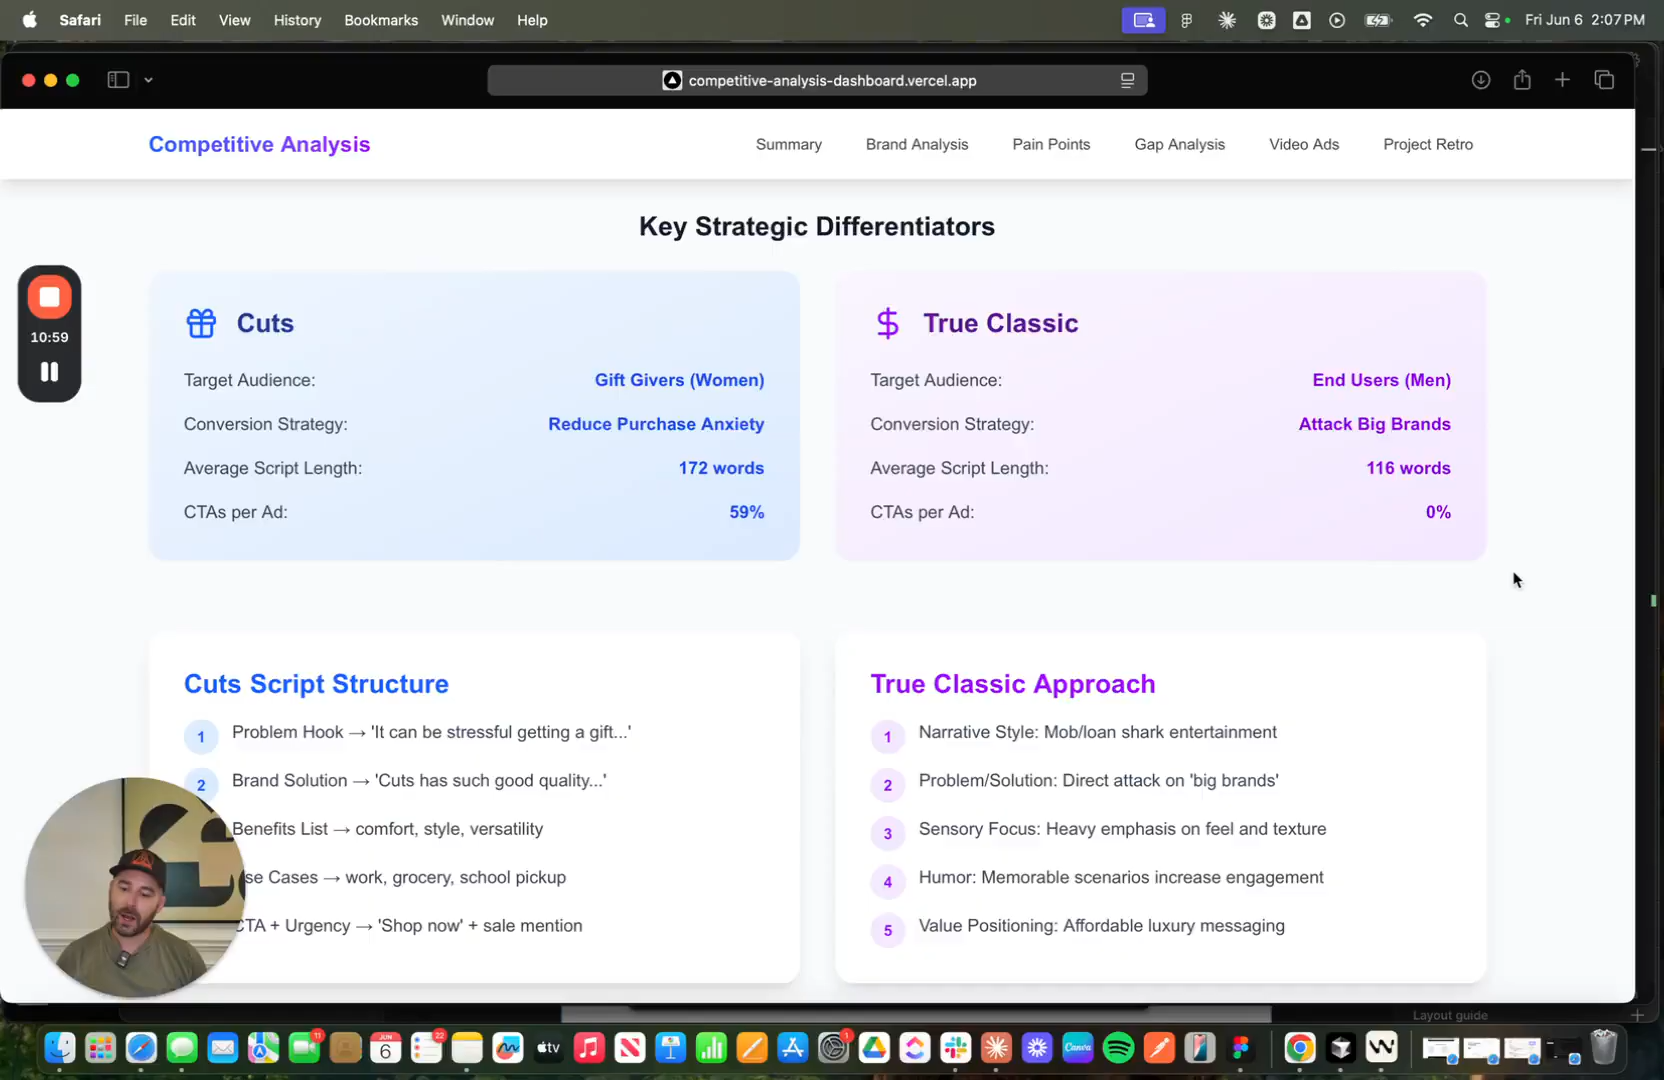 Safari File Edit View History Bookmarks Window Help Fri Jun 6 2:07 PM
competitive-analysis-dashboard.vercel.app
Competitive Analysis Summary Brand Analysis Pain Points Gap Analysis Video Ads Project Retro
Key Strategic Differentiators
10:59
Cuts
Target Audience: Gift Givers (Women)
Conversion Strategy: Reduce Purchase Anxiety
Average Script Length: 172 words
CTAs per Ad: 59%
True Classic
Target Audience: End Users (Men)
Conversion Strategy: Attack Big Brands
Average Script Length: 116 words
CTAs per Ad: 0%
Cuts Script Structure
1 Problem Hook → 'It can be stressful getting a gift...'
2 Brand Solution → 'Cuts has such good quality...'
Benefits List → comfort, style, versatility
se Cases → work, grocery, school pickup
CTA + Urgency → 'Shop now' + sale mention
True Classic Approach
1 Narrative Style: Mob/loan shark entertainment
2 Problem/Solution: Direct attack on 'big brands'
3 Sensory Focus: Heavy emphasis on feel and texture
4 Humor: Memorable scenarios increase engagement
5 Value Positioning: Affordable luxury messaging
Layout guide
11
JUN
6
22
tv
1
Canva